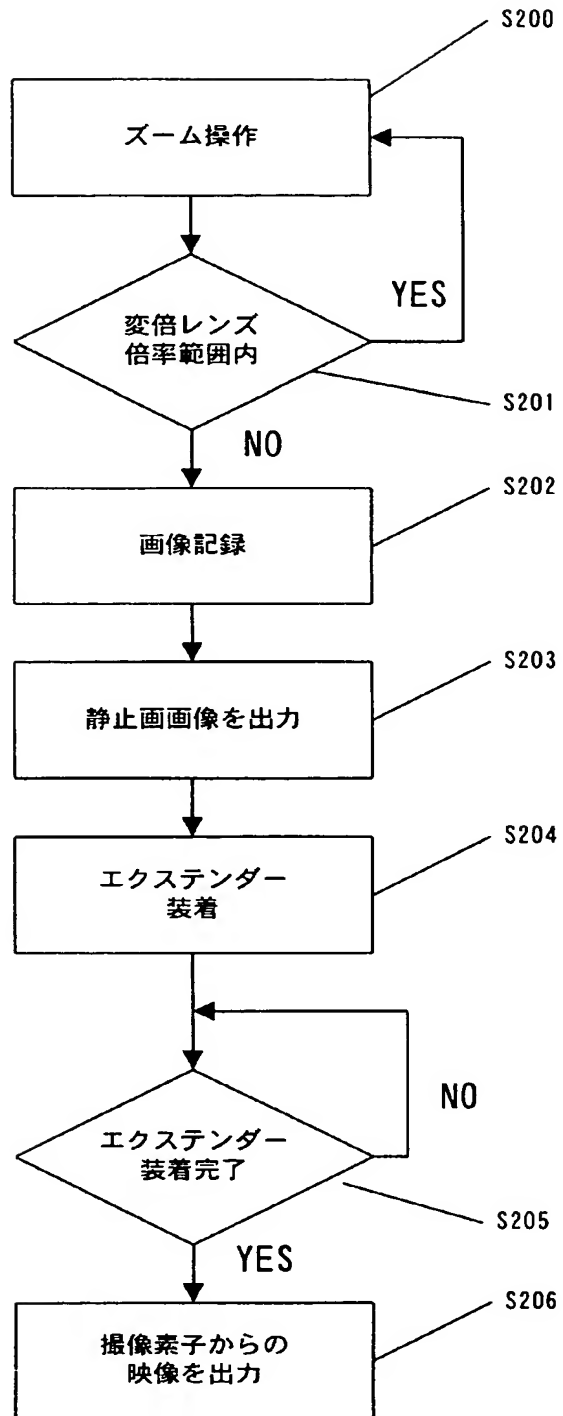 S200
ズーム操作
YES
変倍レンズ
倍率範囲内
S201
NO
S202
画像記録
S203
静止画画像を出力
S204
エクステンダー
装着
NO
エクステンダー
装着完了
S205
YES
S206
撮像素子からの
映像を出力